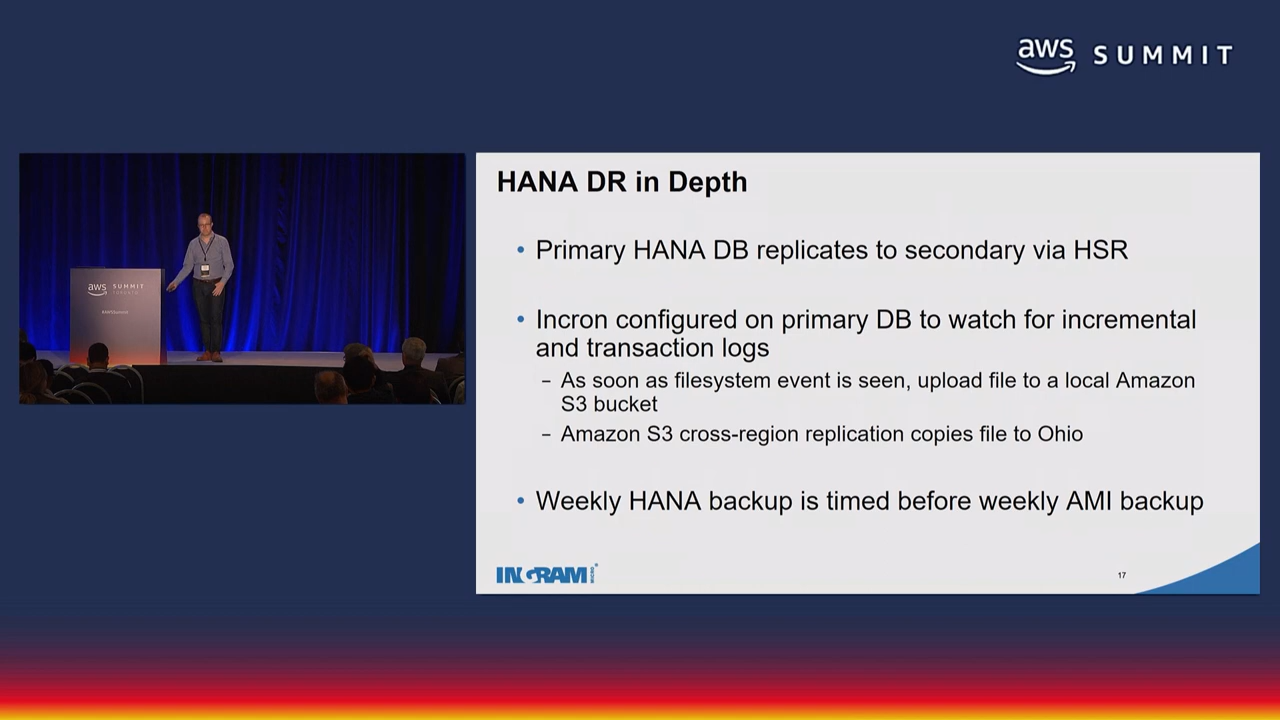 aws SUMMIT
aws SUMMIT
HANA DR in Depth
• Primary HANA DB replicates to secondary via HSR
• Incron configured on primary DB to watch for incremental
and transaction logs
– As soon as filesystem event is seen, upload file to a local Amazon
S3 bucket
– Amazon S3 cross-region replication copies file to Ohio
• Weekly HANA backup is timed before weekly AMI backup
INGRAM MICRO
17